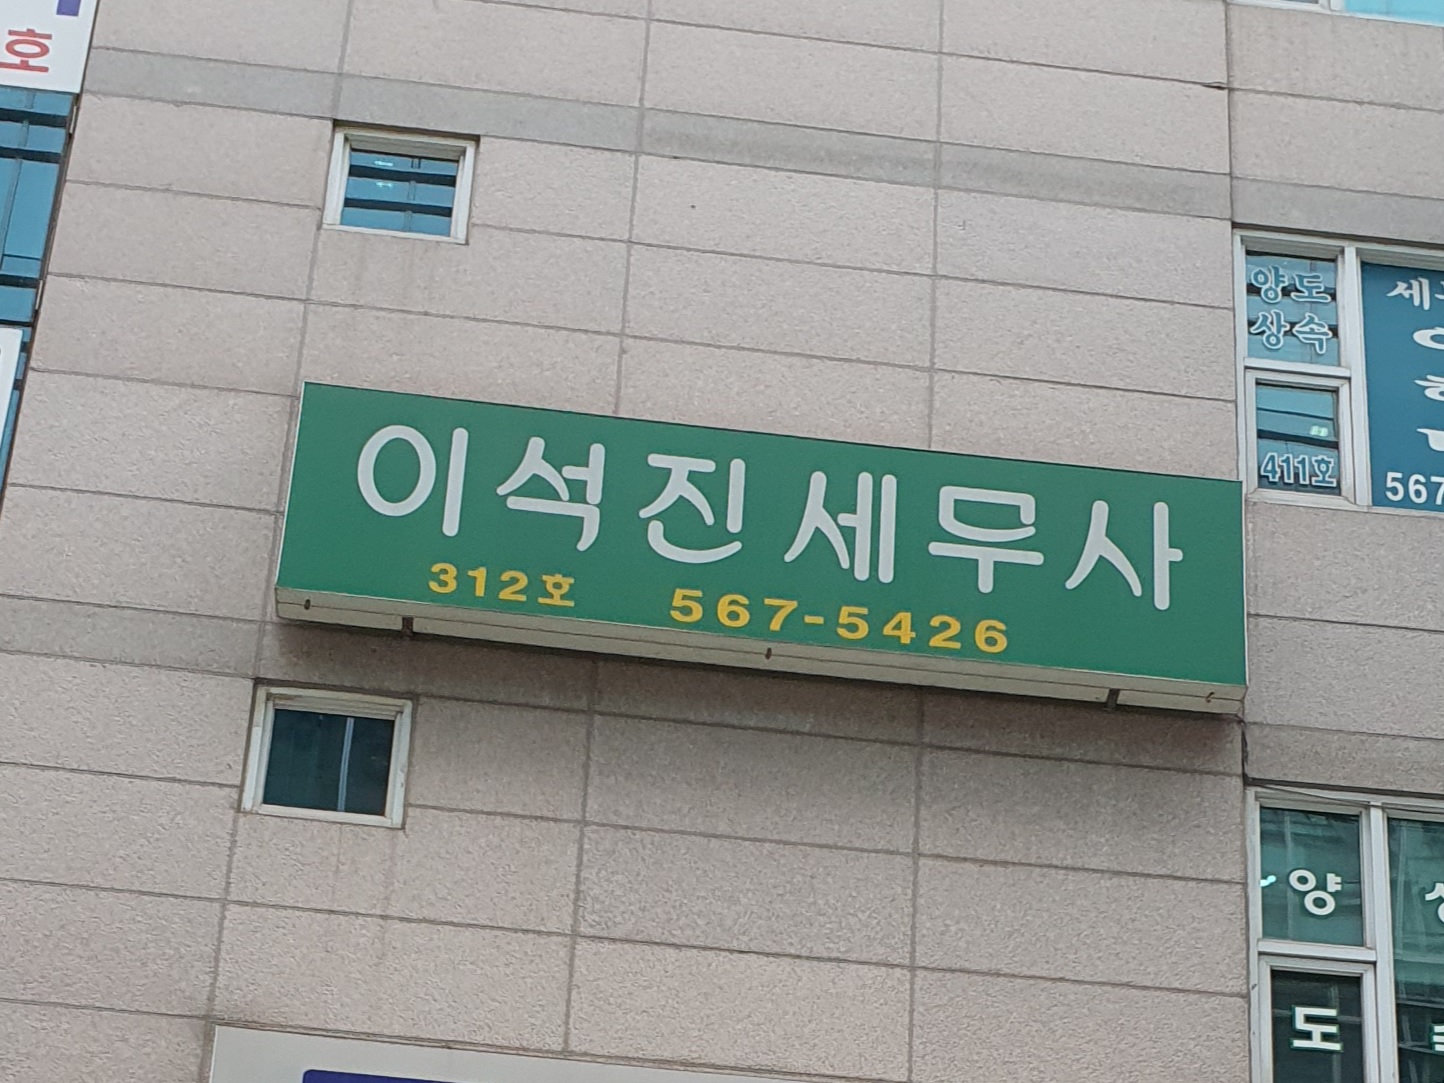 호
양도
상속
411호
567
이석진세무사
312호 567-5426
양
도